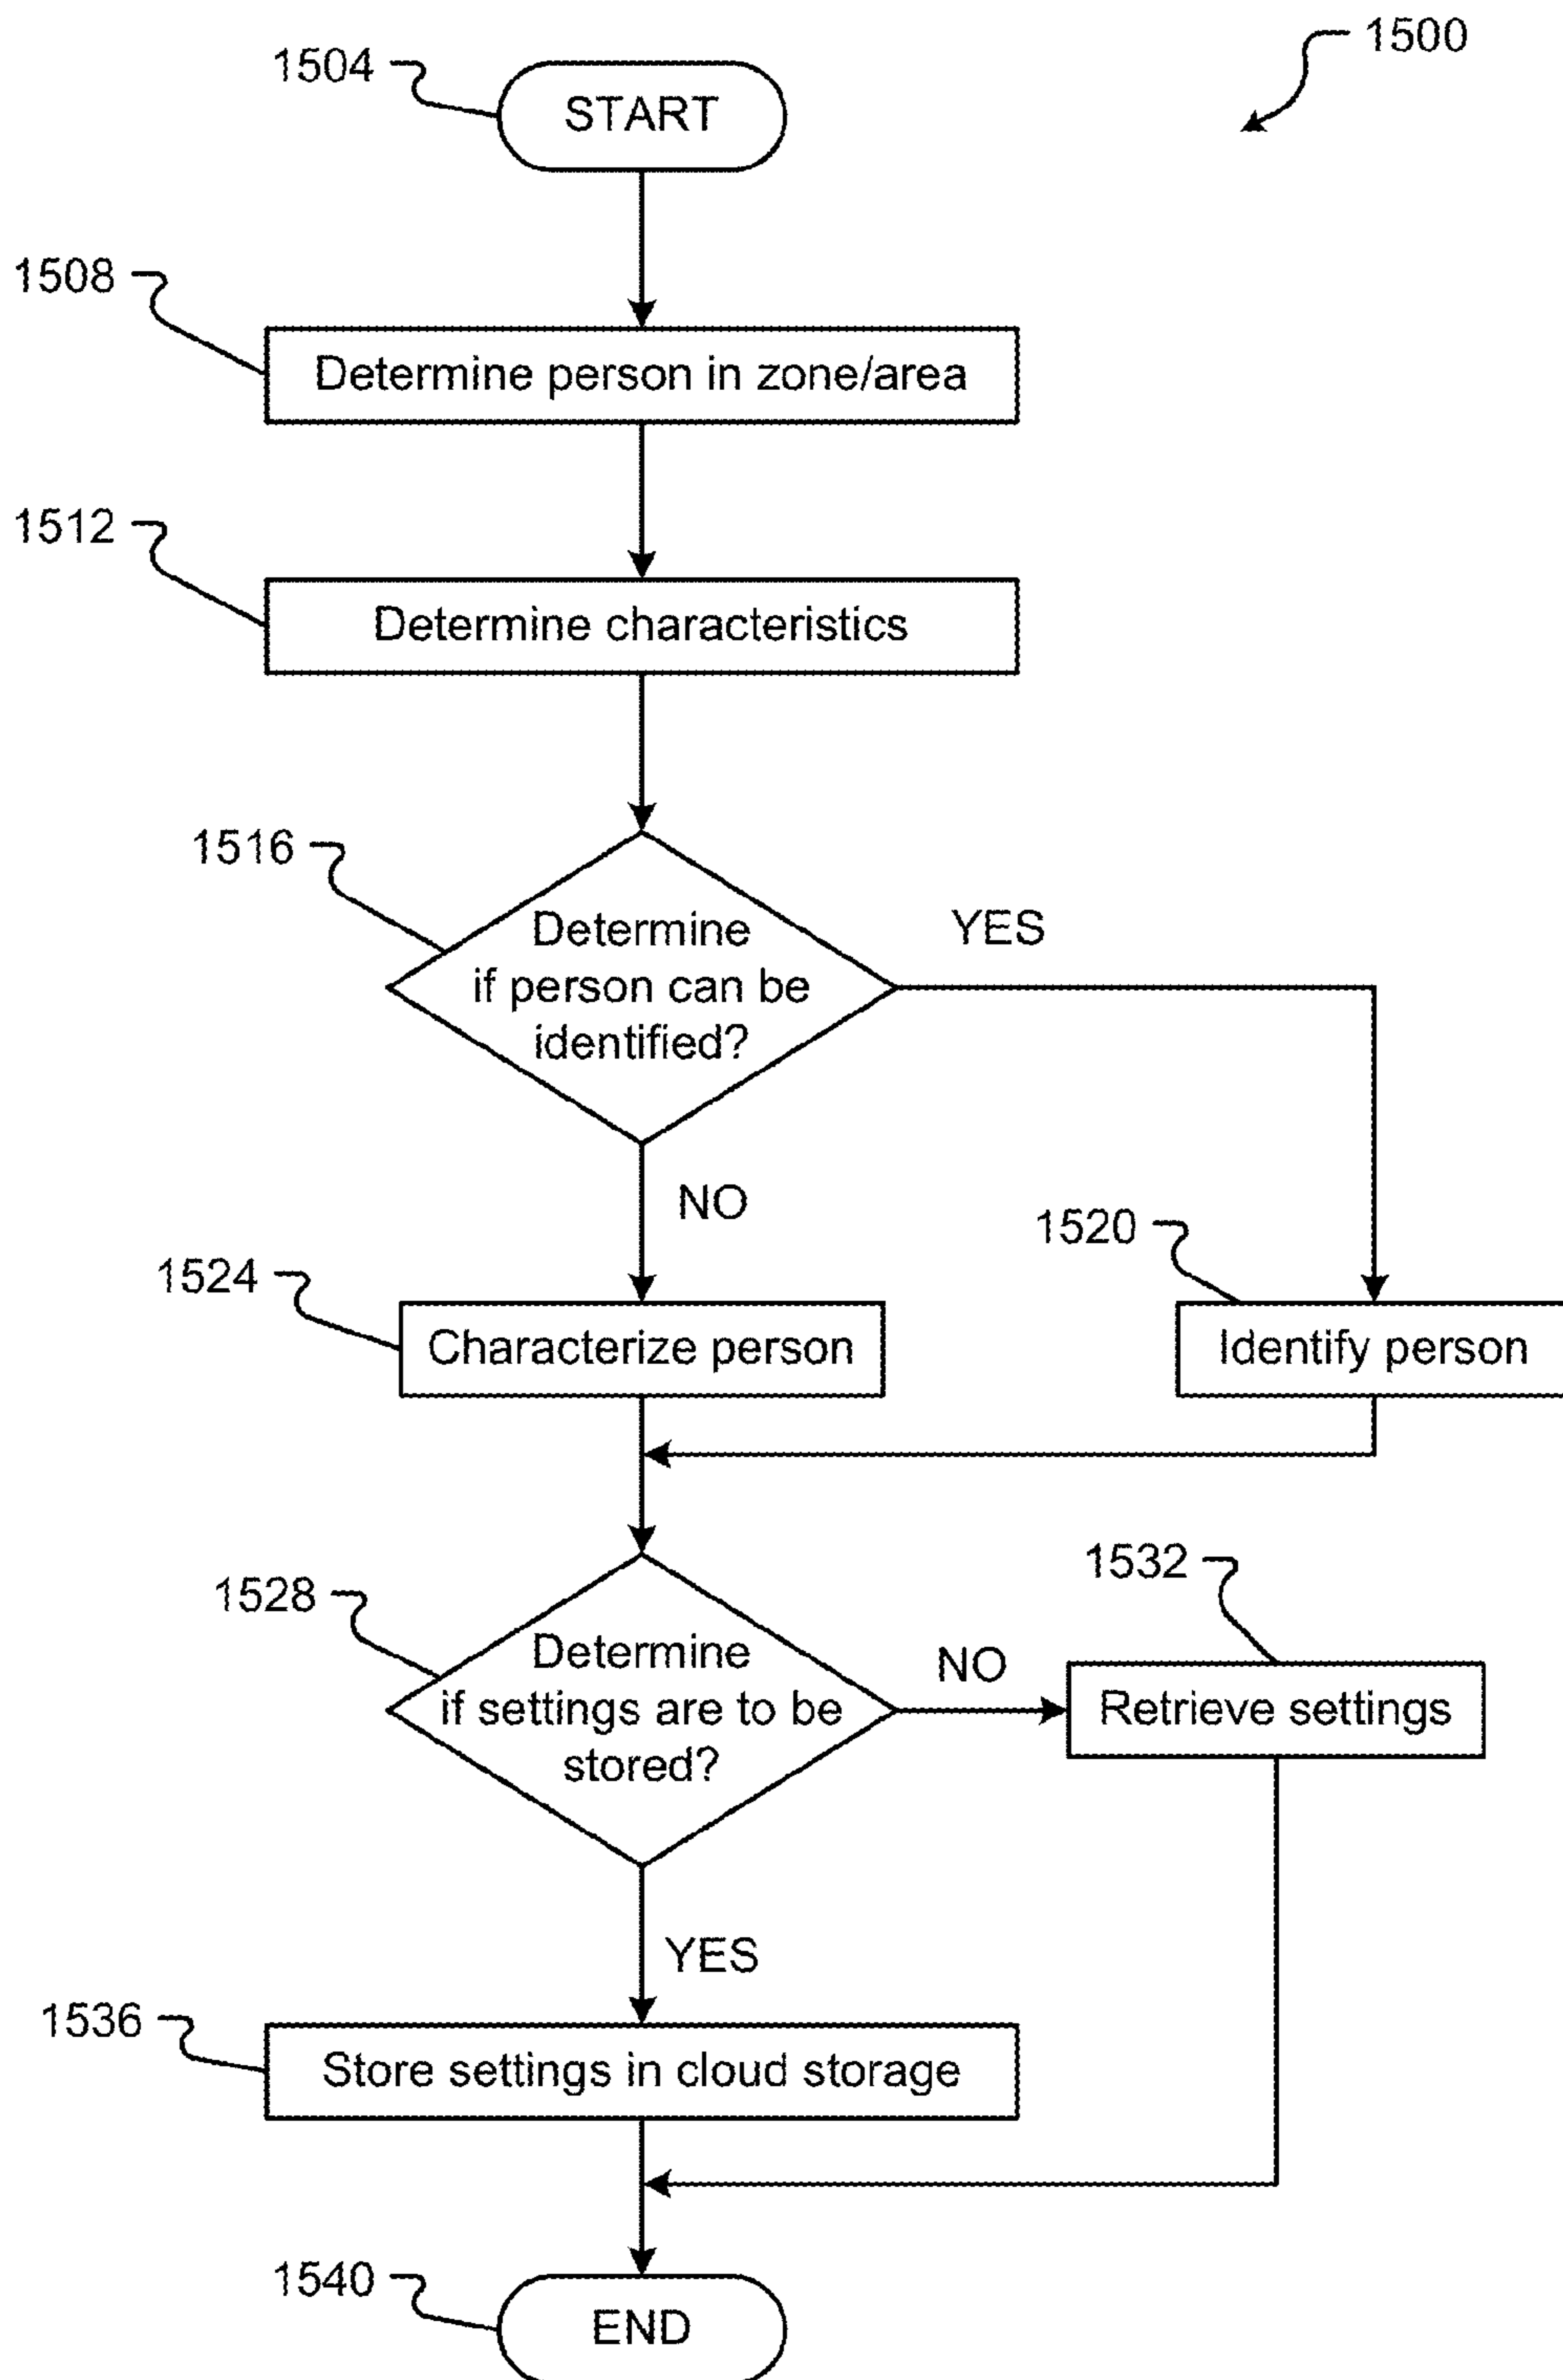 1500
1504
START
1508
Determine person in zone/area
1512
Determine characteristics
1516
Determine
if person can be
identified?
YES
NO
1520
1524
Characterize person
Identify person
1528
Determine
if settings are to be
stored?
NO
1532
Retrieve settings
YES
1536
Store settings in cloud storage
1540
END